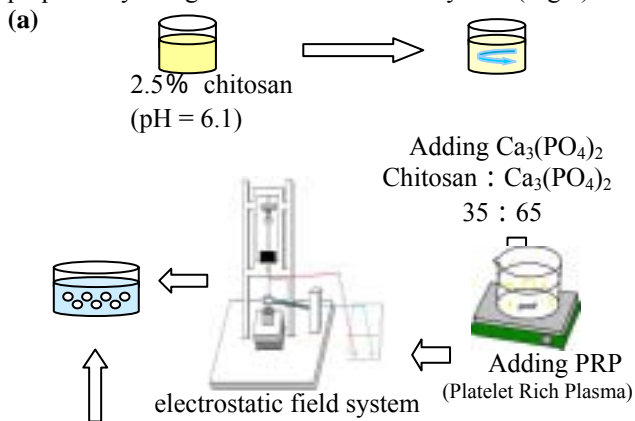 (a)
2.5% chitosan
(pH = 6.1)
Adding Ca₃(PO₄)₂
Chitosan：Ca₃(PO₄)₂
35 : 65
Adding PRP
(Platelet Rich Plasma)
electrostatic field system